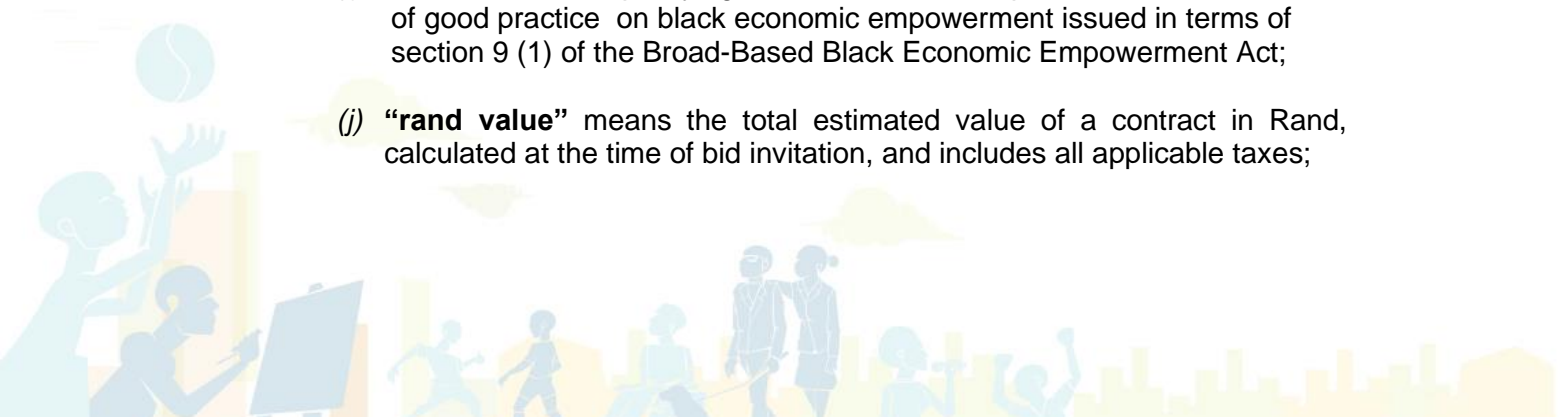 of good practice on black economic empowerment issued in terms of
section 9 (1) of the Broad-Based Black Economic Empowerment Act;
(j) “rand value” means the total estimated value of a contract in Rand,
calculated at the time of bid invitation, and includes all applicable taxes;